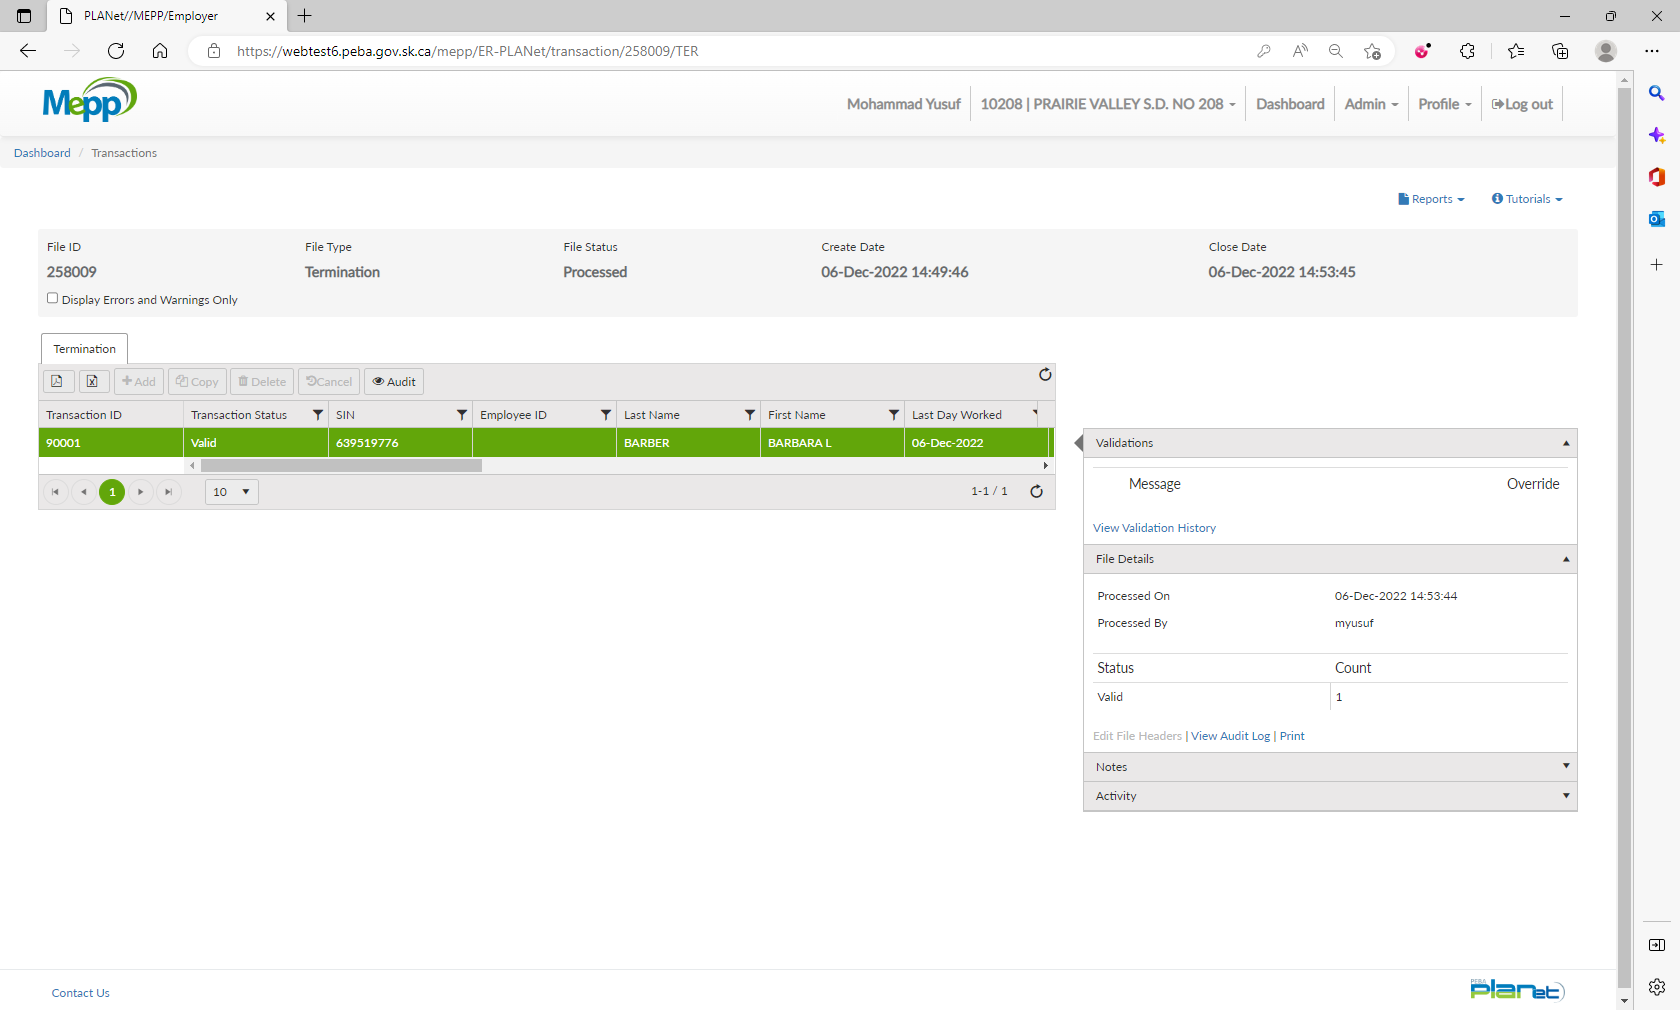 PLANet//MEPP/Employer
https://webtest6.peba.gov.sk.ca/mepp/ER-PLANet/transaction/258009/TER
Mepp
Mohammad Yusuf
10208 | PRAIRIE VALLEY S.D. NO 208
Dashboard
Admin
Profile
Log out
Dashboard / Transactions
Reports
Tutorials
File ID
File Type
File Status
Create Date
Close Date
258009
Termination
Processed
06-Dec-2022 14:49:46
06-Dec-2022 14:53:45
Display Errors and Warnings Only
Termination
Add
Copy
Delete
Cancel
Audit
Transaction ID
Transaction Status
SIN
Employee ID
Last Name
First Name
Last Day Worked
90001
Valid
639519776
BARBER
BARBARA L
06-Dec-2022
1
10
1-1 / 1
Validations
Message
Override
View Validation History
File Details
Processed On
06-Dec-2022 14:53:44
Processed By
myusuf
Status
Count
Valid
1
Edit File Headers | View Audit Log | Print
Notes
Activity
Contact Us
PEBA
planet